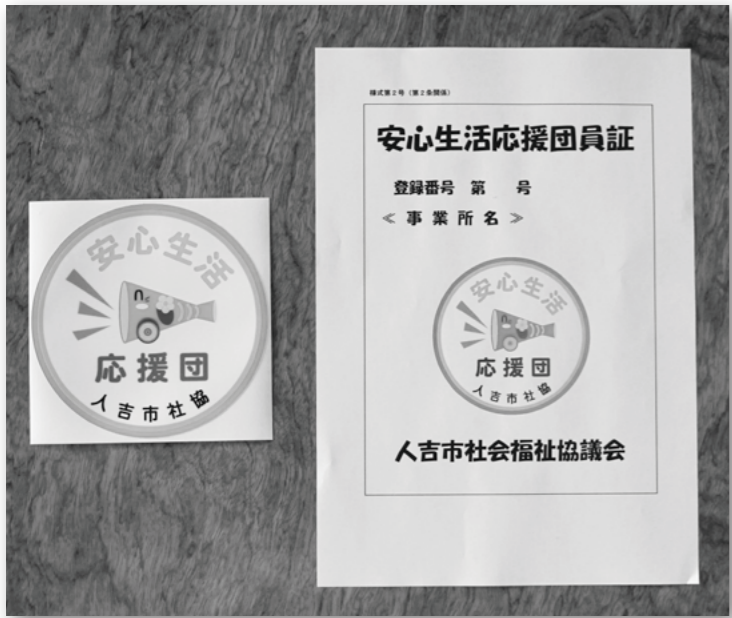 安心生活
応援団
人吉市社協
様式第2号（第2条関係）
安心生活応援団員証
登録番号　第　　号
≪ 事 業 所 名 ≫
安心生活
応援団
人吉市社協
人吉市社会福祉協議会